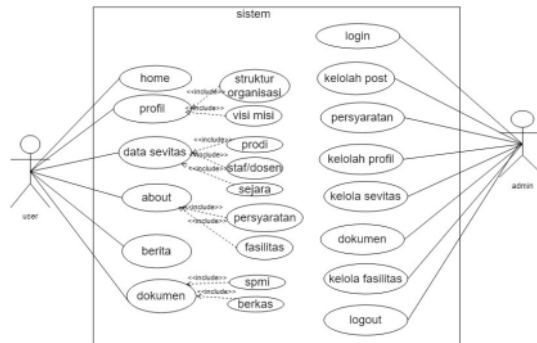 sistem
login
home
<<include>>
struktur
organisasi
kelolah post
profil
<<include>>
visi misi
persyaratan
<<include>>
prodi
data sevitas
<<include>>
staf/dosen
kelolah profil
<<include>>
sejara
user
admin
about
<<include>>
persyaratan
kelola sevitas
<<include>>
fasilitas
berita
dokumen
<<include>>
spmi
kelola fasilitas
dokumen
<<include>>
berkas
logout